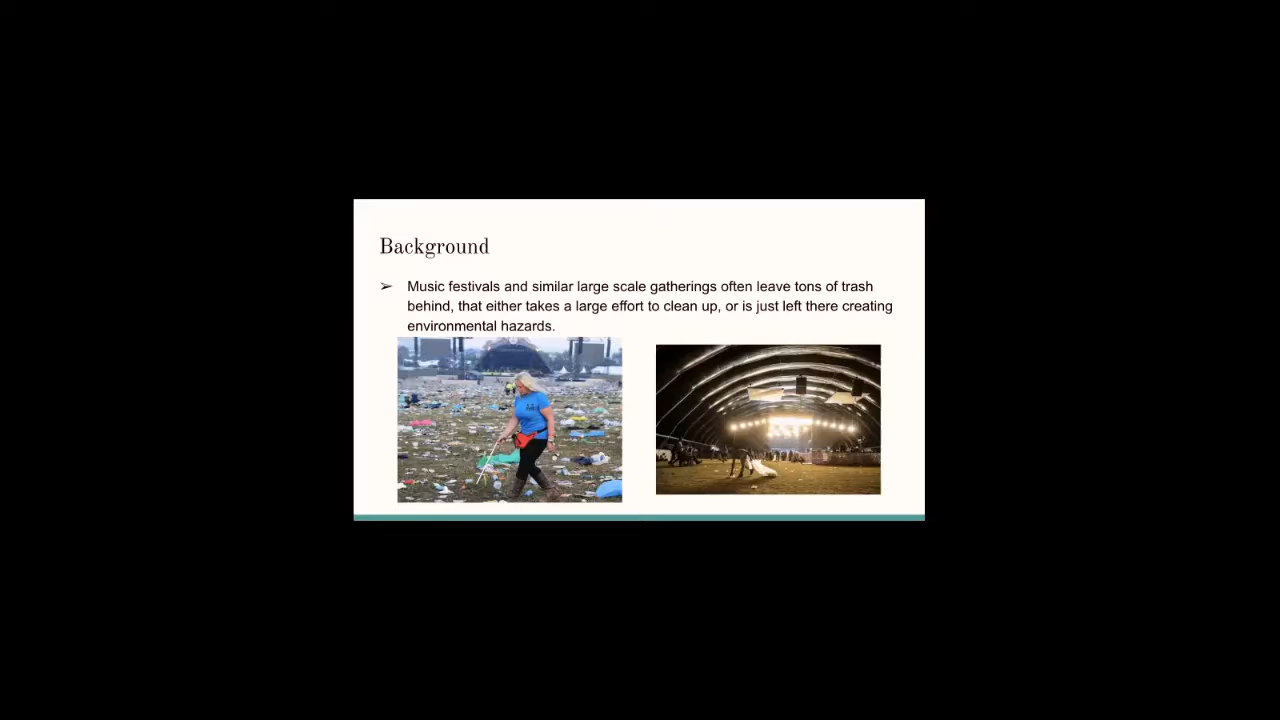 Background
➢ Music festivals and similar large scale gatherings often leave tons of trash
behind, that either takes a large effort to clean up, or is just left there creating
environmental hazards.